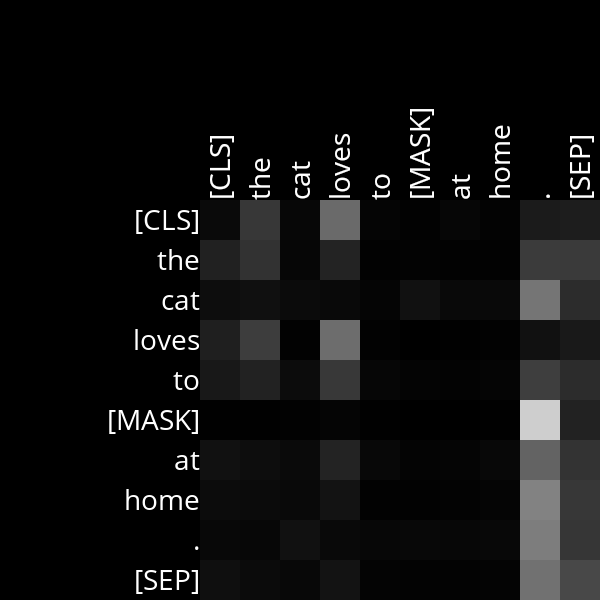 [CLS] the cat loves to [MASK] at home . [SEP]
[CLS]
the
cat
loves
to
[MASK]
at
home
.
[SEP]